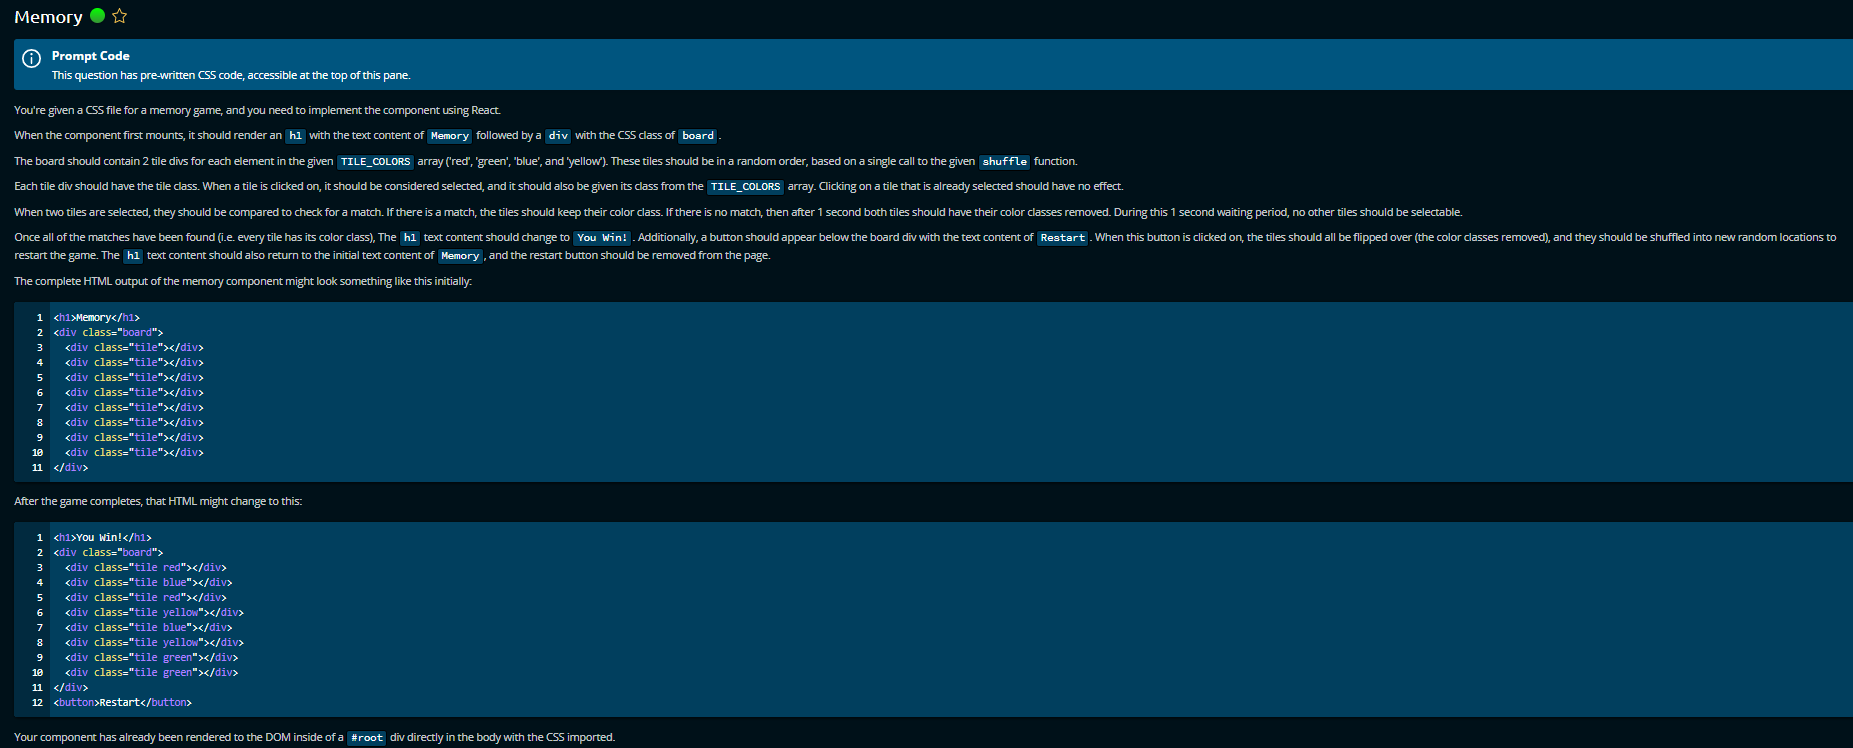 Memory
Prompt Code
This question has pre-written CSS code, accessible at the top of this pane.
You're given a CSS file for a memory game, and you need to implement the component using React.
When the component first mounts, it should render an h1 with the text content of Memory followed by a div with the CSS class of board .
The board should contain 2 tile divs for each element in the given TILE_COLORS array ('red', 'green', 'blue', and 'yellow'). These tiles should be in a random order, based on a single call to the given shuffle function.
Each tile div should have the tile class. When a tile is clicked on, it should be considered selected, and it should also be given its class from the TILE_COLORS array. Clicking on a tile that is already selected should have no effect.
When two tiles are selected, they should be compared to check for a match. If there is a match, the tiles should keep their color class. If there is no match, then after 1 second both tiles should have their color classes removed. During this 1 second waiting period, no other tiles should be selectable.
Once all of the matches have been found (i.e. every tile has its color class), The h1 text content should change to You Win! . Additionally, a button should appear below the board div with the text content of Restart . When this button is clicked on, the tiles should all be flipped over (the color classes removed), and they should be shuffled into new random locations to
restart the game. The h1 text content should also return to the initial text content of Memory , and the restart button should be removed from the page.
The complete HTML output of the memory component might look something like this initially:
1 <h1>Memory</h1>
2 <div class="board">
3 <div class="tile"></div>
4 <div class="tile"></div>
5 <div class="tile"></div>
6 <div class="tile"></div>
7 <div class="tile"></div>
8 <div class="tile"></div>
9 <div class="tile"></div>
10 <div class="tile"></div>
11 </div>
After the game completes, that HTML might change to this:
1 <h1>You Win!</h1>
2 <div class="board">
3 <div class="tile red"></div>
4 <div class="tile blue"></div>
5 <div class="tile red"></div>
6 <div class="tile yellow"></div>
7 <div class="tile blue"></div>
8 <div class="tile yellow"></div>
9 <div class="tile green"></div>
10 <div class="tile green"></div>
11 </div>
12 <button>Restart</button>
Your component has already been rendered to the DOM inside of a #root div directly in the body with the CSS imported.